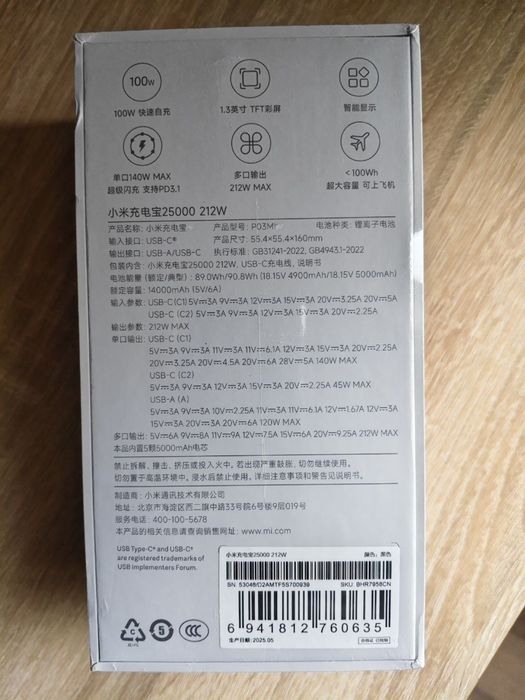 100W
100W 快速自充
1.3英寸 TFT彩屏
智能显示
单口140W MAX
超级闪充 支持PD3.1
多口输出
212W MAX
<100Wh
超大容量 可上飞机
小米充电宝25000 212W
产品名称: 小米充电宝 产品型号: P03MI 电池种类: 锂离子电池
输入接口: USB-C® 产品尺寸: 55.4×55.4×160mm
输出接口: USB-A/USB-C 执行标准: GB31241-2022, GB4943.1-2022
包装内含: 小米充电宝25000 212W, USB-C充电线, 说明书
电池能量 (额定/典型) : 89.0Wh/90.8Wh (18.15V 4900mAh/18.15V 5000mAh)
额定容量: 14000mAh (5V/6A)
输入参数: USB-C (C1) 5V⎓3A 9V⎓3A 12V⎓3A 15V⎓3A 20V⎓3.25A 20V⎓5A
USB-C (C2) 5V⎓3A 9V⎓3A 12V⎓3A 15V⎓3A 20V⎓2.25A
输出参数: 212W MAX
单口输出: USB-C (C1)
5V⎓3A 9V⎓3A 11V⎓3A 11V⎓6.1A 12V⎓3A 15V⎓3A 20V⎓2.25A
20V⎓3.25A 20V⎓4.5A 20V⎓6A 28V⎓5A 140W MAX
USB-C (C2)
5V⎓3A 9V⎓3A 12V⎓3A 15V⎓3A 20V⎓2.25A 45W MAX
USB-A (A)
5V⎓3A 9V⎓3A 10V⎓2.25A 11V⎓3A 11V⎓6.1A 12V⎓1.67A 12V⎓3A
15V⎓3A 20V⎓3A 20V⎓6A 120W MAX
多口输出: 5V⎓6A 9V⎓8A 11V⎓9A 12V⎓7.5A 15V⎓6A 20V⎓9.25A 212W MAX
本品内置5颗5000mAh电芯
禁止拆解、撞击、挤压或投入火中。若出现严重鼓胀, 切勿继续使用。
切勿置于高温环境中。浸水后禁止使用。详细注意事项和警告见说明书。
制造商: 小米通讯技术有限公司
地址: 北京市海淀区西二旗中路33号院6号楼9层019号
服务电话: 400-100-5678
本产品的相关信息请查询销售网址: www.mi.com
USB Type-C® and USB-C®
are registered trademarks of
USB Implementers Forum.
小米充电宝25000 212W 颜色: 黑色
SN: 53046/D2AMTF5S700939 SKU: BHR7958CN
6 941812 760635
生产日期 2025.05
5
CCC